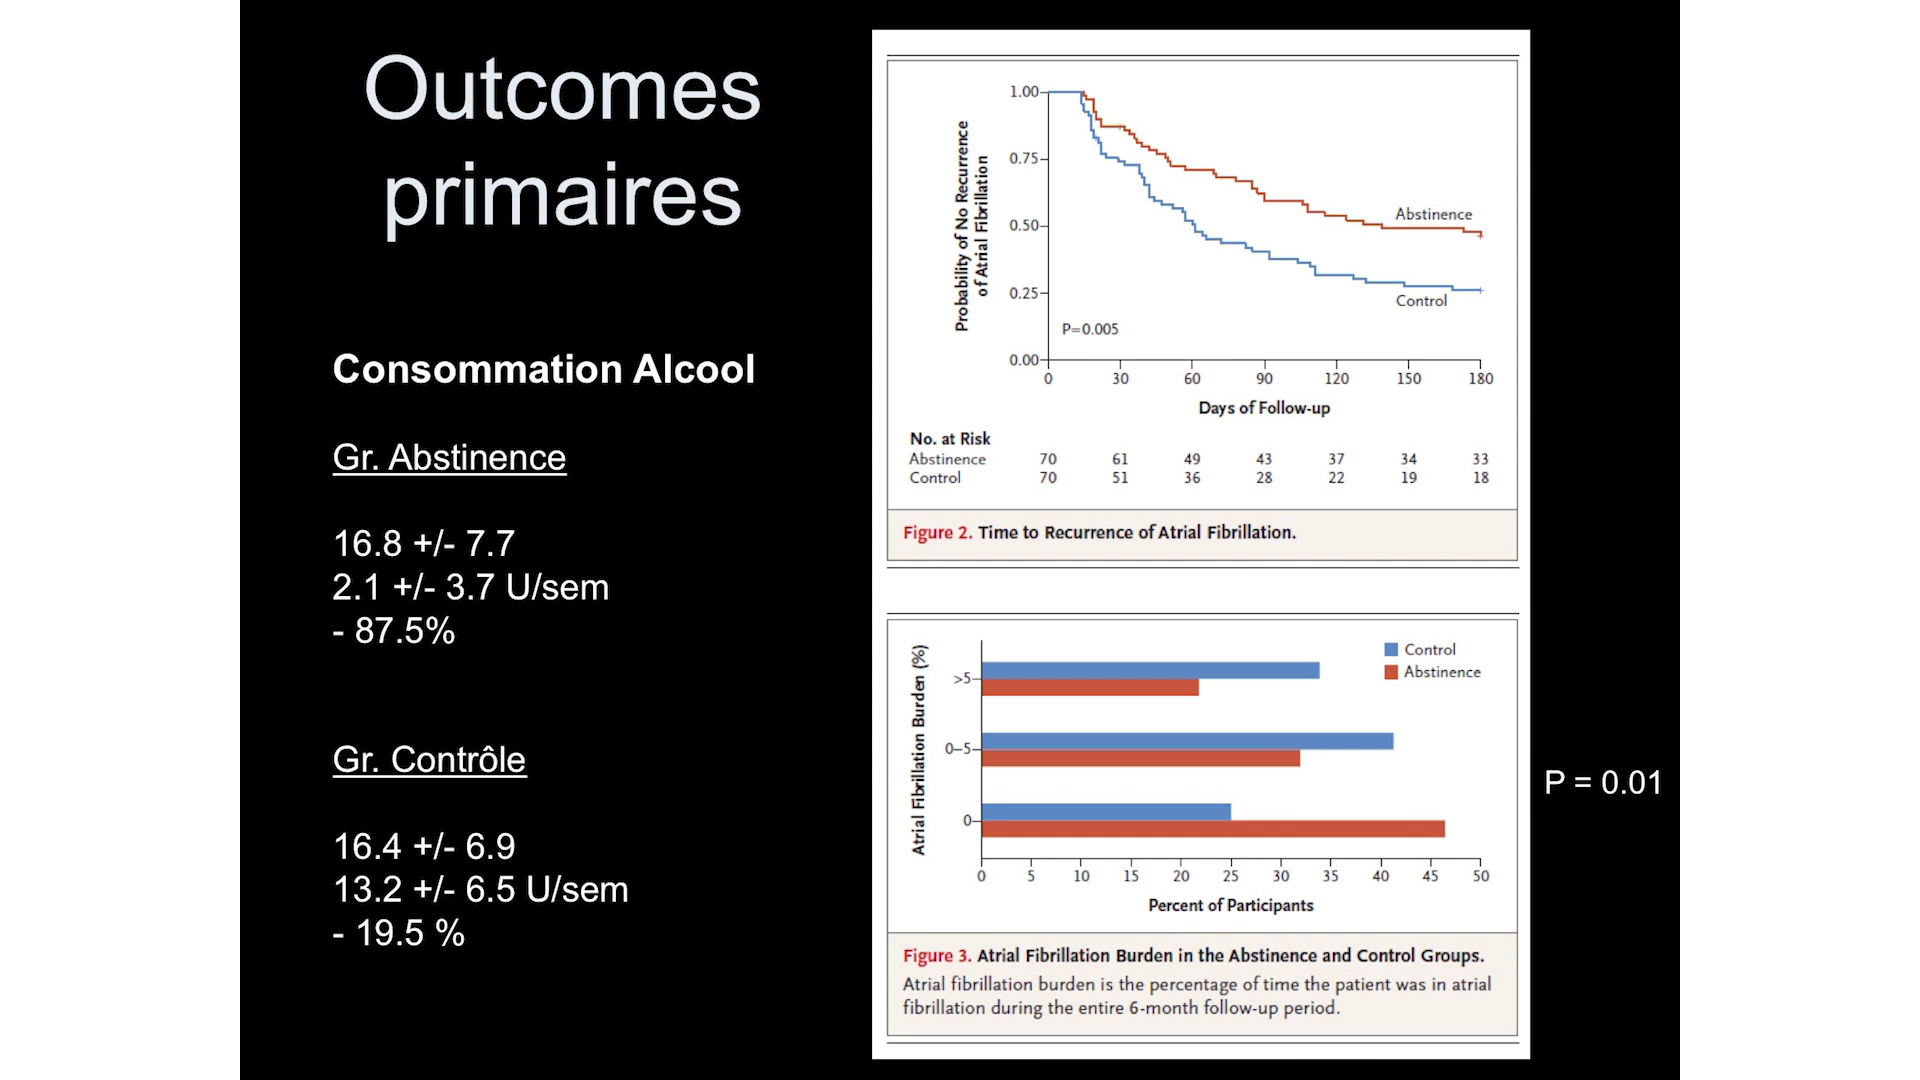 Outcomes
primaires
Consommation Alcool
Gr. Abstinence
16.8 +/- 7.7
2.1 +/- 3.7 U/sem
- 87.5%
Gr. Contrôle
16.4 +/- 6.9
13.2 +/- 6.5 U/sem
- 19.5 %
Probability of No Recurrence
of Atrial Fibrillation
1.00
0.75
0.50
0.25
0.00
Abstinence
Control
P=0.005
0 30 60 90 120 150 180
Days of Follow-up
No. at Risk
Abstinence 70 61 49 43 37 34 33
Control 70 51 36 28 22 19 18
Figure 2. Time to Recurrence of Atrial Fibrillation.
Atrial Fibrillation Burden (%)
Control
Abstinence
>5
0–5
0
0 5 10 15 20 25 30 35 40 45 50
Percent of Participants
Figure 3. Atrial Fibrillation Burden in the Abstinence and Control Groups.
Atrial fibrillation burden is the percentage of time the patient was in atrial
fibrillation during the entire 6-month follow-up period.
P = 0.01